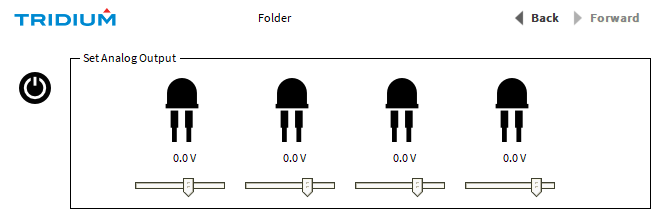 TRIDIUM
Folder
Back
Forward
Set Analog Output
0.0 V
0.0 V
0.0 V
0.0 V